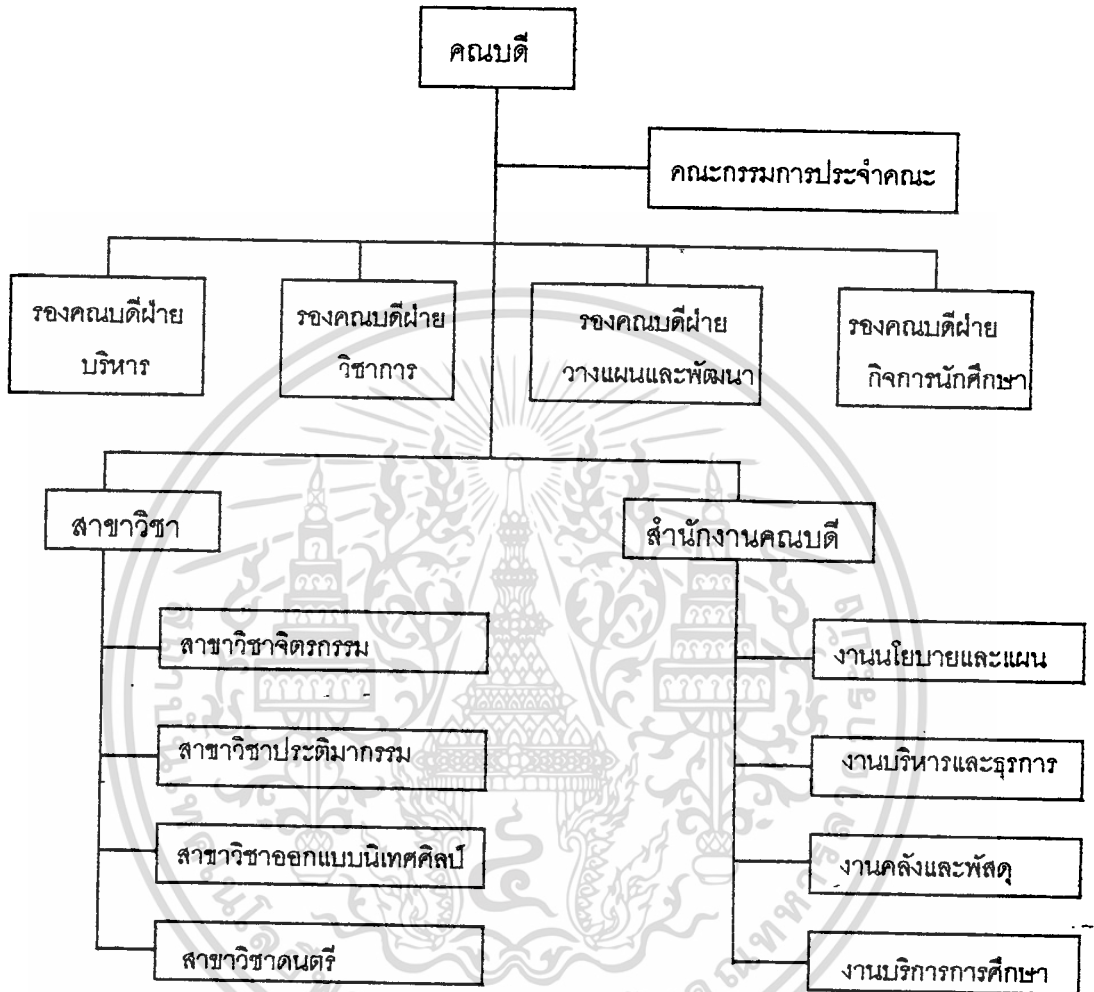 คณบดี
คณะกรรมการประจำคณะ
รองคณบดีฝ่าย
บริหาร
รองคณบดีฝ่าย
วิชาการ
รองคณบดีฝ่าย
วางแผนและพัฒนา
รองคณบดีฝ่าย
กิจการนักศึกษา
สาขาวิชา
สำนักงานคณบดี
สาขาวิชาจิตรกรรม
สาขาวิชาประติมากรรม
สาขาวิชาออกแบบนิเทศศิลป์
สาขาวิชาดนตรี
งานนโยบายและแผน
งานบริหารและธุรการ
งานคลังและพัสดุ
งานบริการการศึกษา